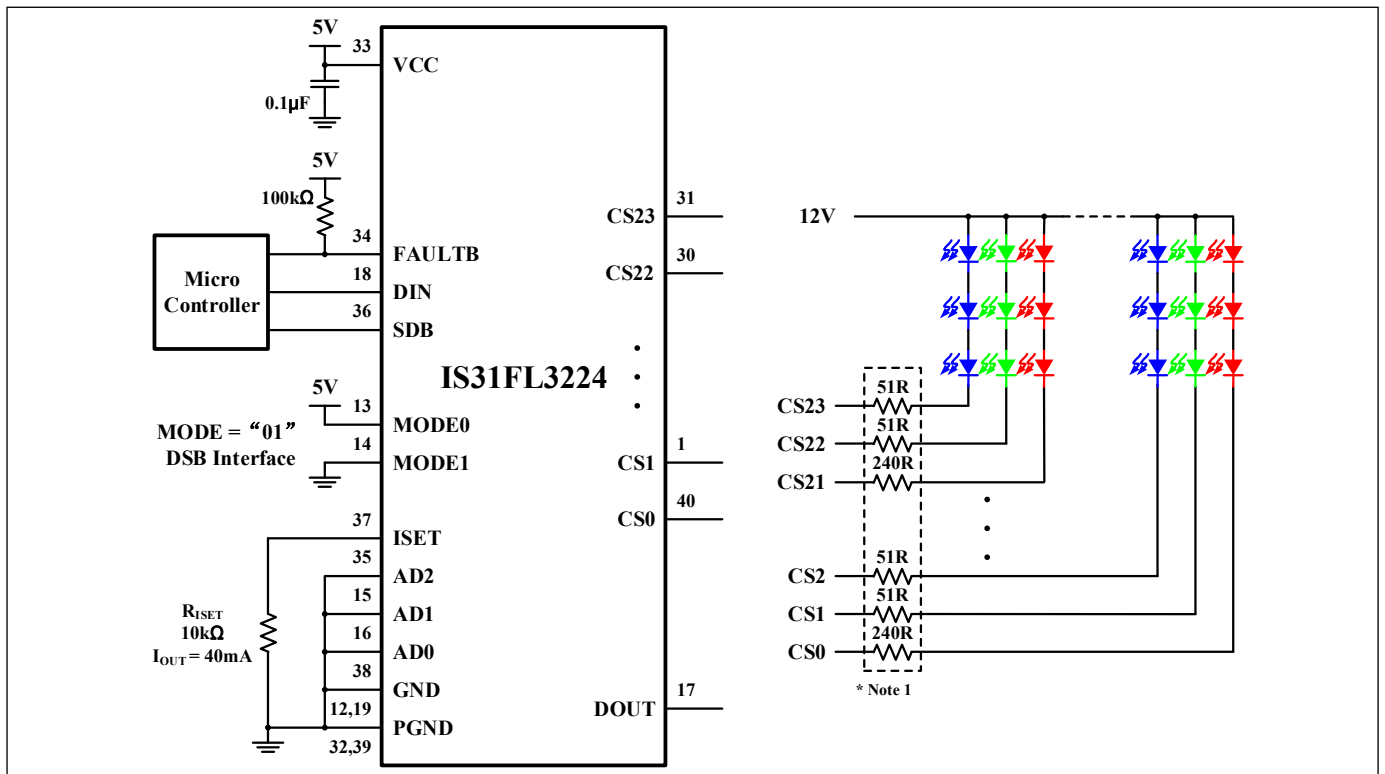 5V
33
VCC
0.1μF
5V
100kΩ
34
FAULTB
18
DIN
36
SDB
Micro
Controller
5V
13
MODE0
MODE = “01”
DSB Interface
14
MODE1
37
ISET
35
AD2
15
AD1
16
AD0
38
GND
12,19
PGND
32,39
RISET
10kΩ
IOUT = 40mA
IS31FL3224
31
CS23
30
CS22
1
CS1
40
CS0
17
DOUT
12V
51R
CS23
51R
CS22
240R
CS21
51R
CS2
51R
CS1
240R
CS0
* Note 1